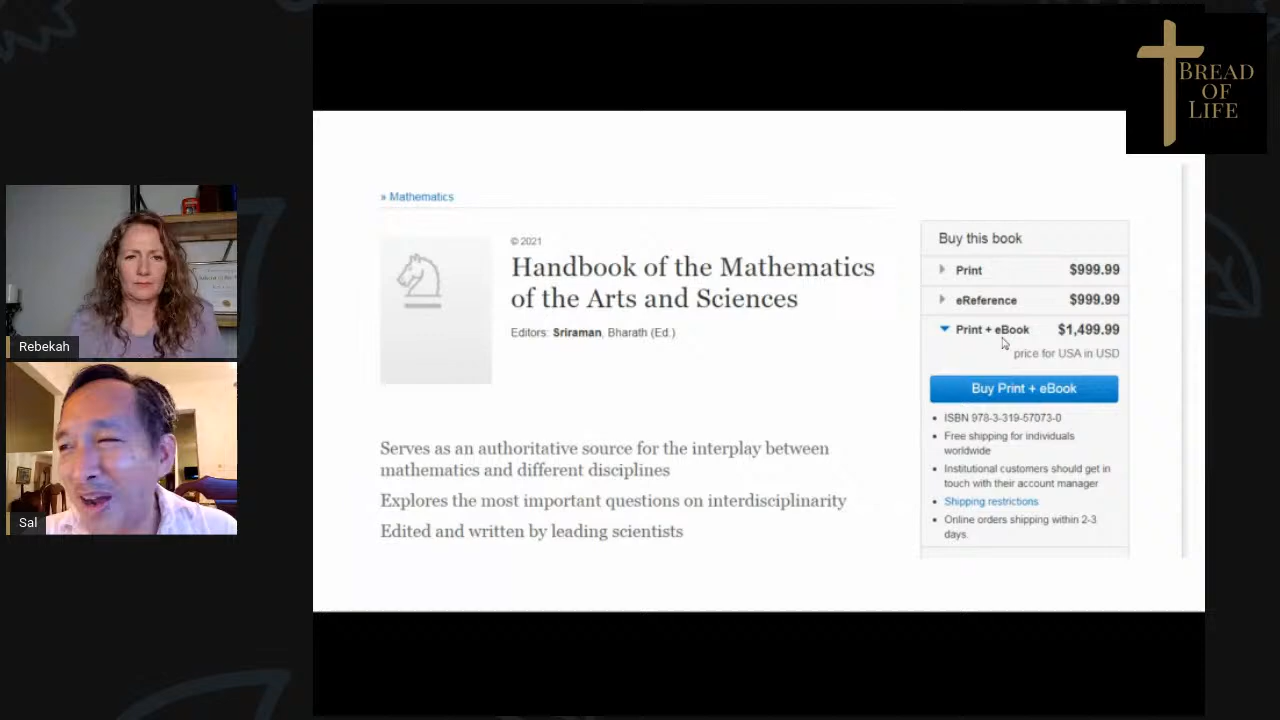 BREAD
OF
LIFE
» Mathematics
© 2021
Handbook of the Mathematics
of the Arts and Sciences
Editors: Sriraman, Bharath (Ed.)
Serves as an authoritative source for the interplay between
mathematics and different disciplines
Explores the most important questions on interdisciplinarity
Edited and written by leading scientists
Buy this book
Print $999.99
eReference $999.99
Print + eBook $1,499.99
price for USA in USD
Buy Print + eBook
ISBN 978-3-319-57073-0
Free shipping for individuals
worldwide
Institutional customers should get in
touch with their account manager
Shipping restrictions
Online orders shipping within 2-3
days.
Rebekah
Sal